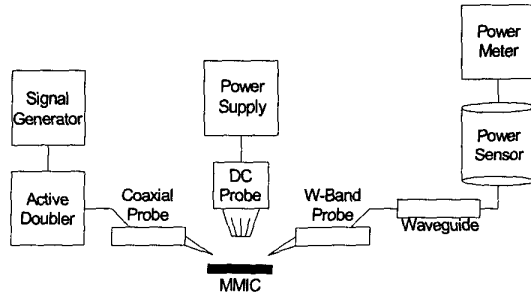 Signal
Generator
Active
Doubler
Coaxial
Probe
Power
Supply
DC
Probe
MMIC
W-Band
Probe
Waveguide
Power
Meter
Power
Sensor